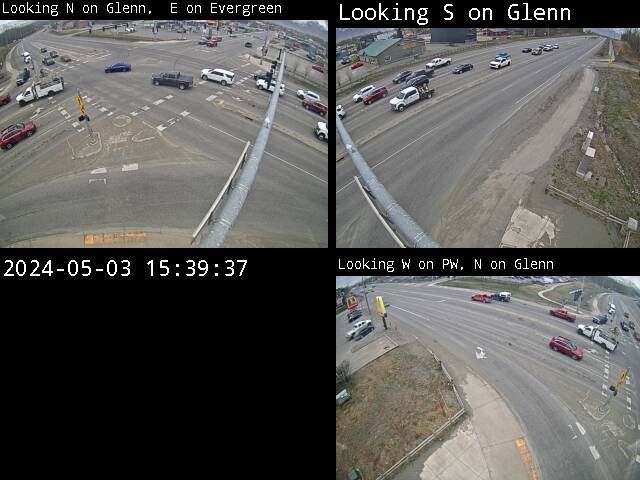 Looking N on Glenn,  E on Evergreen
Looking S on Glenn
2024-05-03 15:39:37
Looking W on PW, N on Glenn